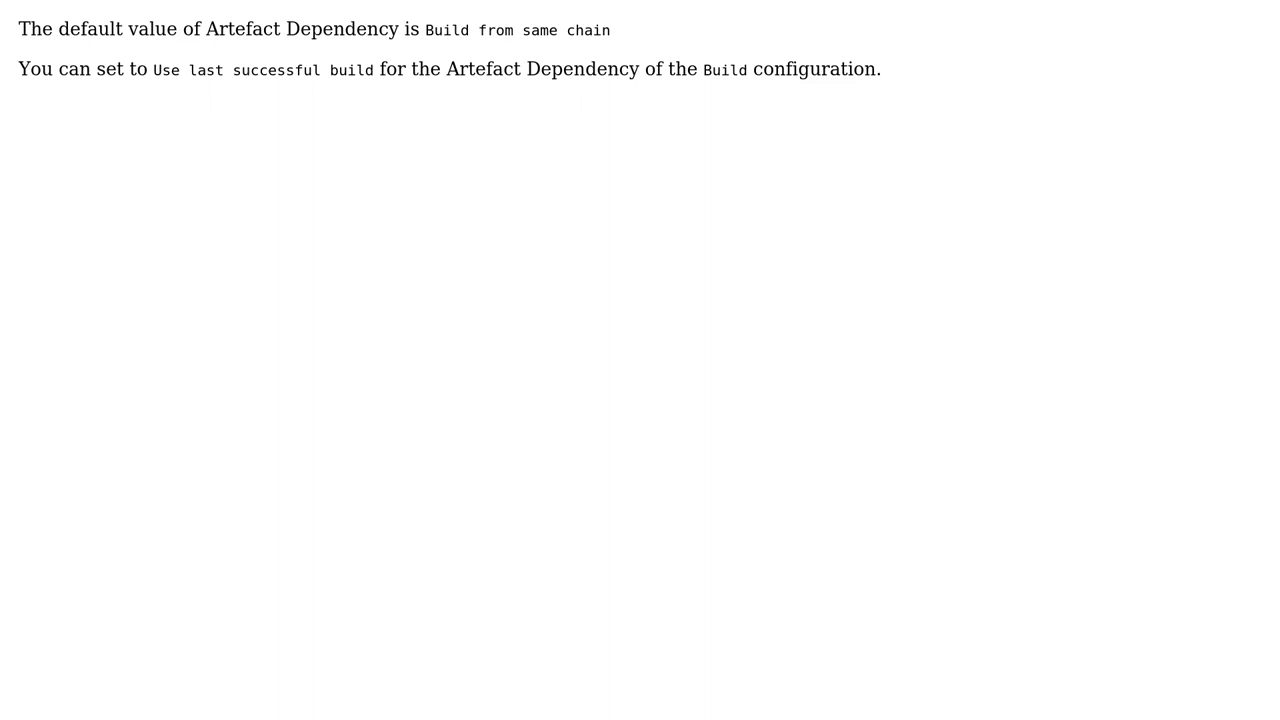 The default value of Artefact Dependency is Build from same chain
You can set to Use last successful build for the Artefact Dependency of the Build configuration.